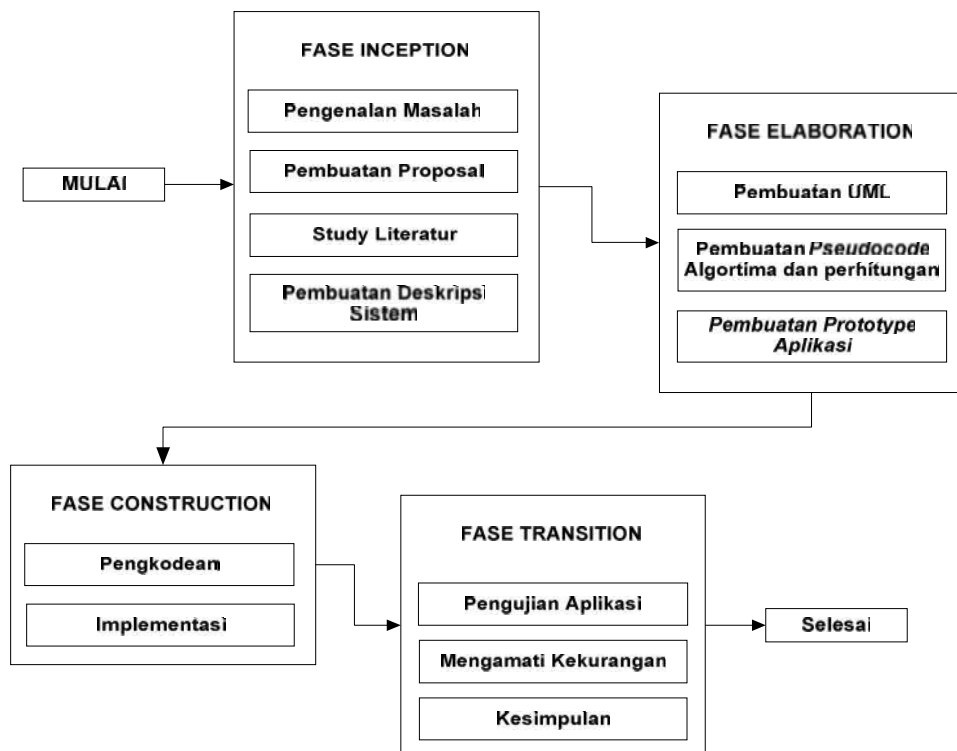 MULAI
FASE INCEPTION
Pengenalan Masalah
Pembuatan Proposal
Study Literatur
Pembuatan Deskripsi
Sistem
FASE ELABORATION
Pembuatan UML
Pembuatan Pseudocode
Algortima dan perhitungan
Pembuatan Prototype
Aplikasi
FASE CONSTRUCTION
Pengkodean
Implementasi
FASE TRANSITION
Pengujian Aplikasi
Mengamati Kekurangan
Kesimpulan
Selesai